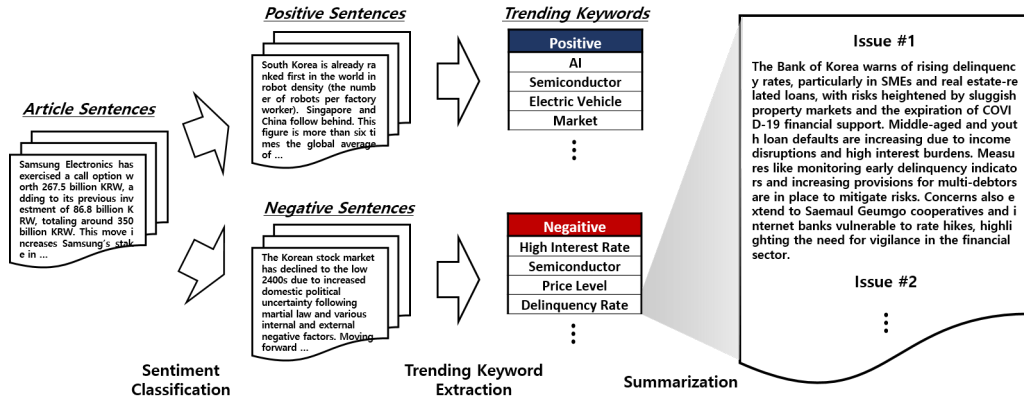 Article Sentences
Samsung Electronics has
exercised a call option w
orth 267.5 billion KRW, a
dding to its previous inv
estment of 86.8 billion K
RW, totaling around 350
billion KRW. This move i
ncreases Samsung's stak
e in ...
Positive Sentences
South Korea is already ra
nked first in the world in
robot density (the numb
er of robots per factory
worker). Singapore and
China follow behind. This
figure is more than six ti
mes the global average
of ...
Negative Sentences
The Korean stock market
has declined to the low
2400s due to increased
domestic political
uncertainty following
martial law and various
internal and external
negative factors. Moving
forward ...
Sentiment
Classification
Trending Keywords
Positive
AI
Semiconductor
Electric Vehicle
Market
Negaitive
High Interest Rate
Semiconductor
Price Level
Delinquency Rate
Trending Keyword
Extraction
Summarization
Issue #1
The Bank of Korea warns of rising delinquenc
y rates, particularly in SMEs and real estate-re
lated loans, with risks heightened by sluggish
property markets and the expiration of COVI
D-19 financial support. Middle-aged and yout
h loan defaults are increasing due to income
disruptions and high interest burdens. Measu
res like monitoring early delinquency indicato
rs and increasing provisions for multi-debtors
are in place to mitigate risks. Concerns also e
xtend to Saemaul Geumgo cooperatives and i
nternet banks vulnerable to rate hikes, highli
ghting the need for vigilance in the financial
sector.
Issue #2